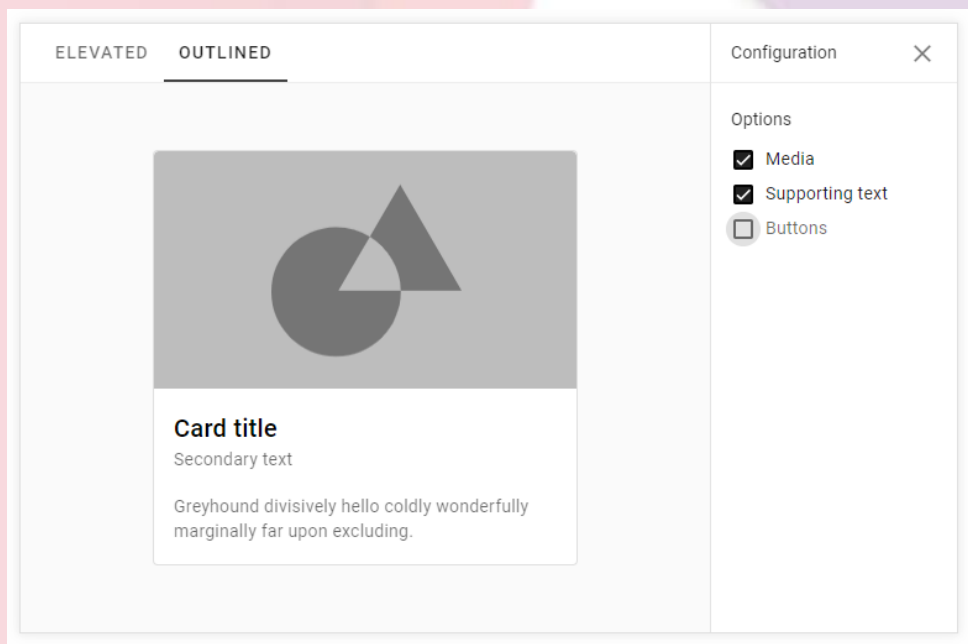 ELEVATED OUTLINED
Configuration
Options
Media
Supporting text
Buttons
Card title
Secondary text
Greyhound divisively hello coldly wonderfully
marginally far upon excluding.